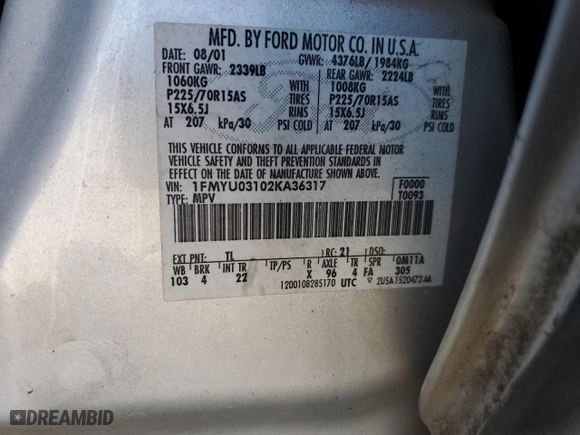 MFD. BY FORD MOTOR CO. IN U.S.A.
DATE: 08/01 GVWR: 4376LB/ 1984KG
FRONT GAWR: 2339LB REAR GAWR: 2224LB
1060KG WITH 1008KG WITH
P225/70R15AS TIRES P225/70R15AS TIRES
15X6.5J RIMS 15X6.5J RIMS
AT 207 kPa/30 PSI COLD AT 207 kPa/30 PSI COLD
THIS VEHICLE CONFORMS TO ALL APPLICABLE FEDERAL MOTOR
VEHICLE SAFETY AND THEFT PREVENTION STANDARDS IN
EFFECT ON THE DATE OF MANUFACTURE SHOWN ABOVE.
VIN: 1FMYU03102KA36317 F0000
TYPE: MPV T0093
EXT PNT: TL RC: 21 DSO:
WB BRK INT TR TP/PS R AXLE TR SPR 0M11A
103 4 22 X 96 4 FA 305
1200108285170 UTC 2USA-1520472-AA
DREAMBID